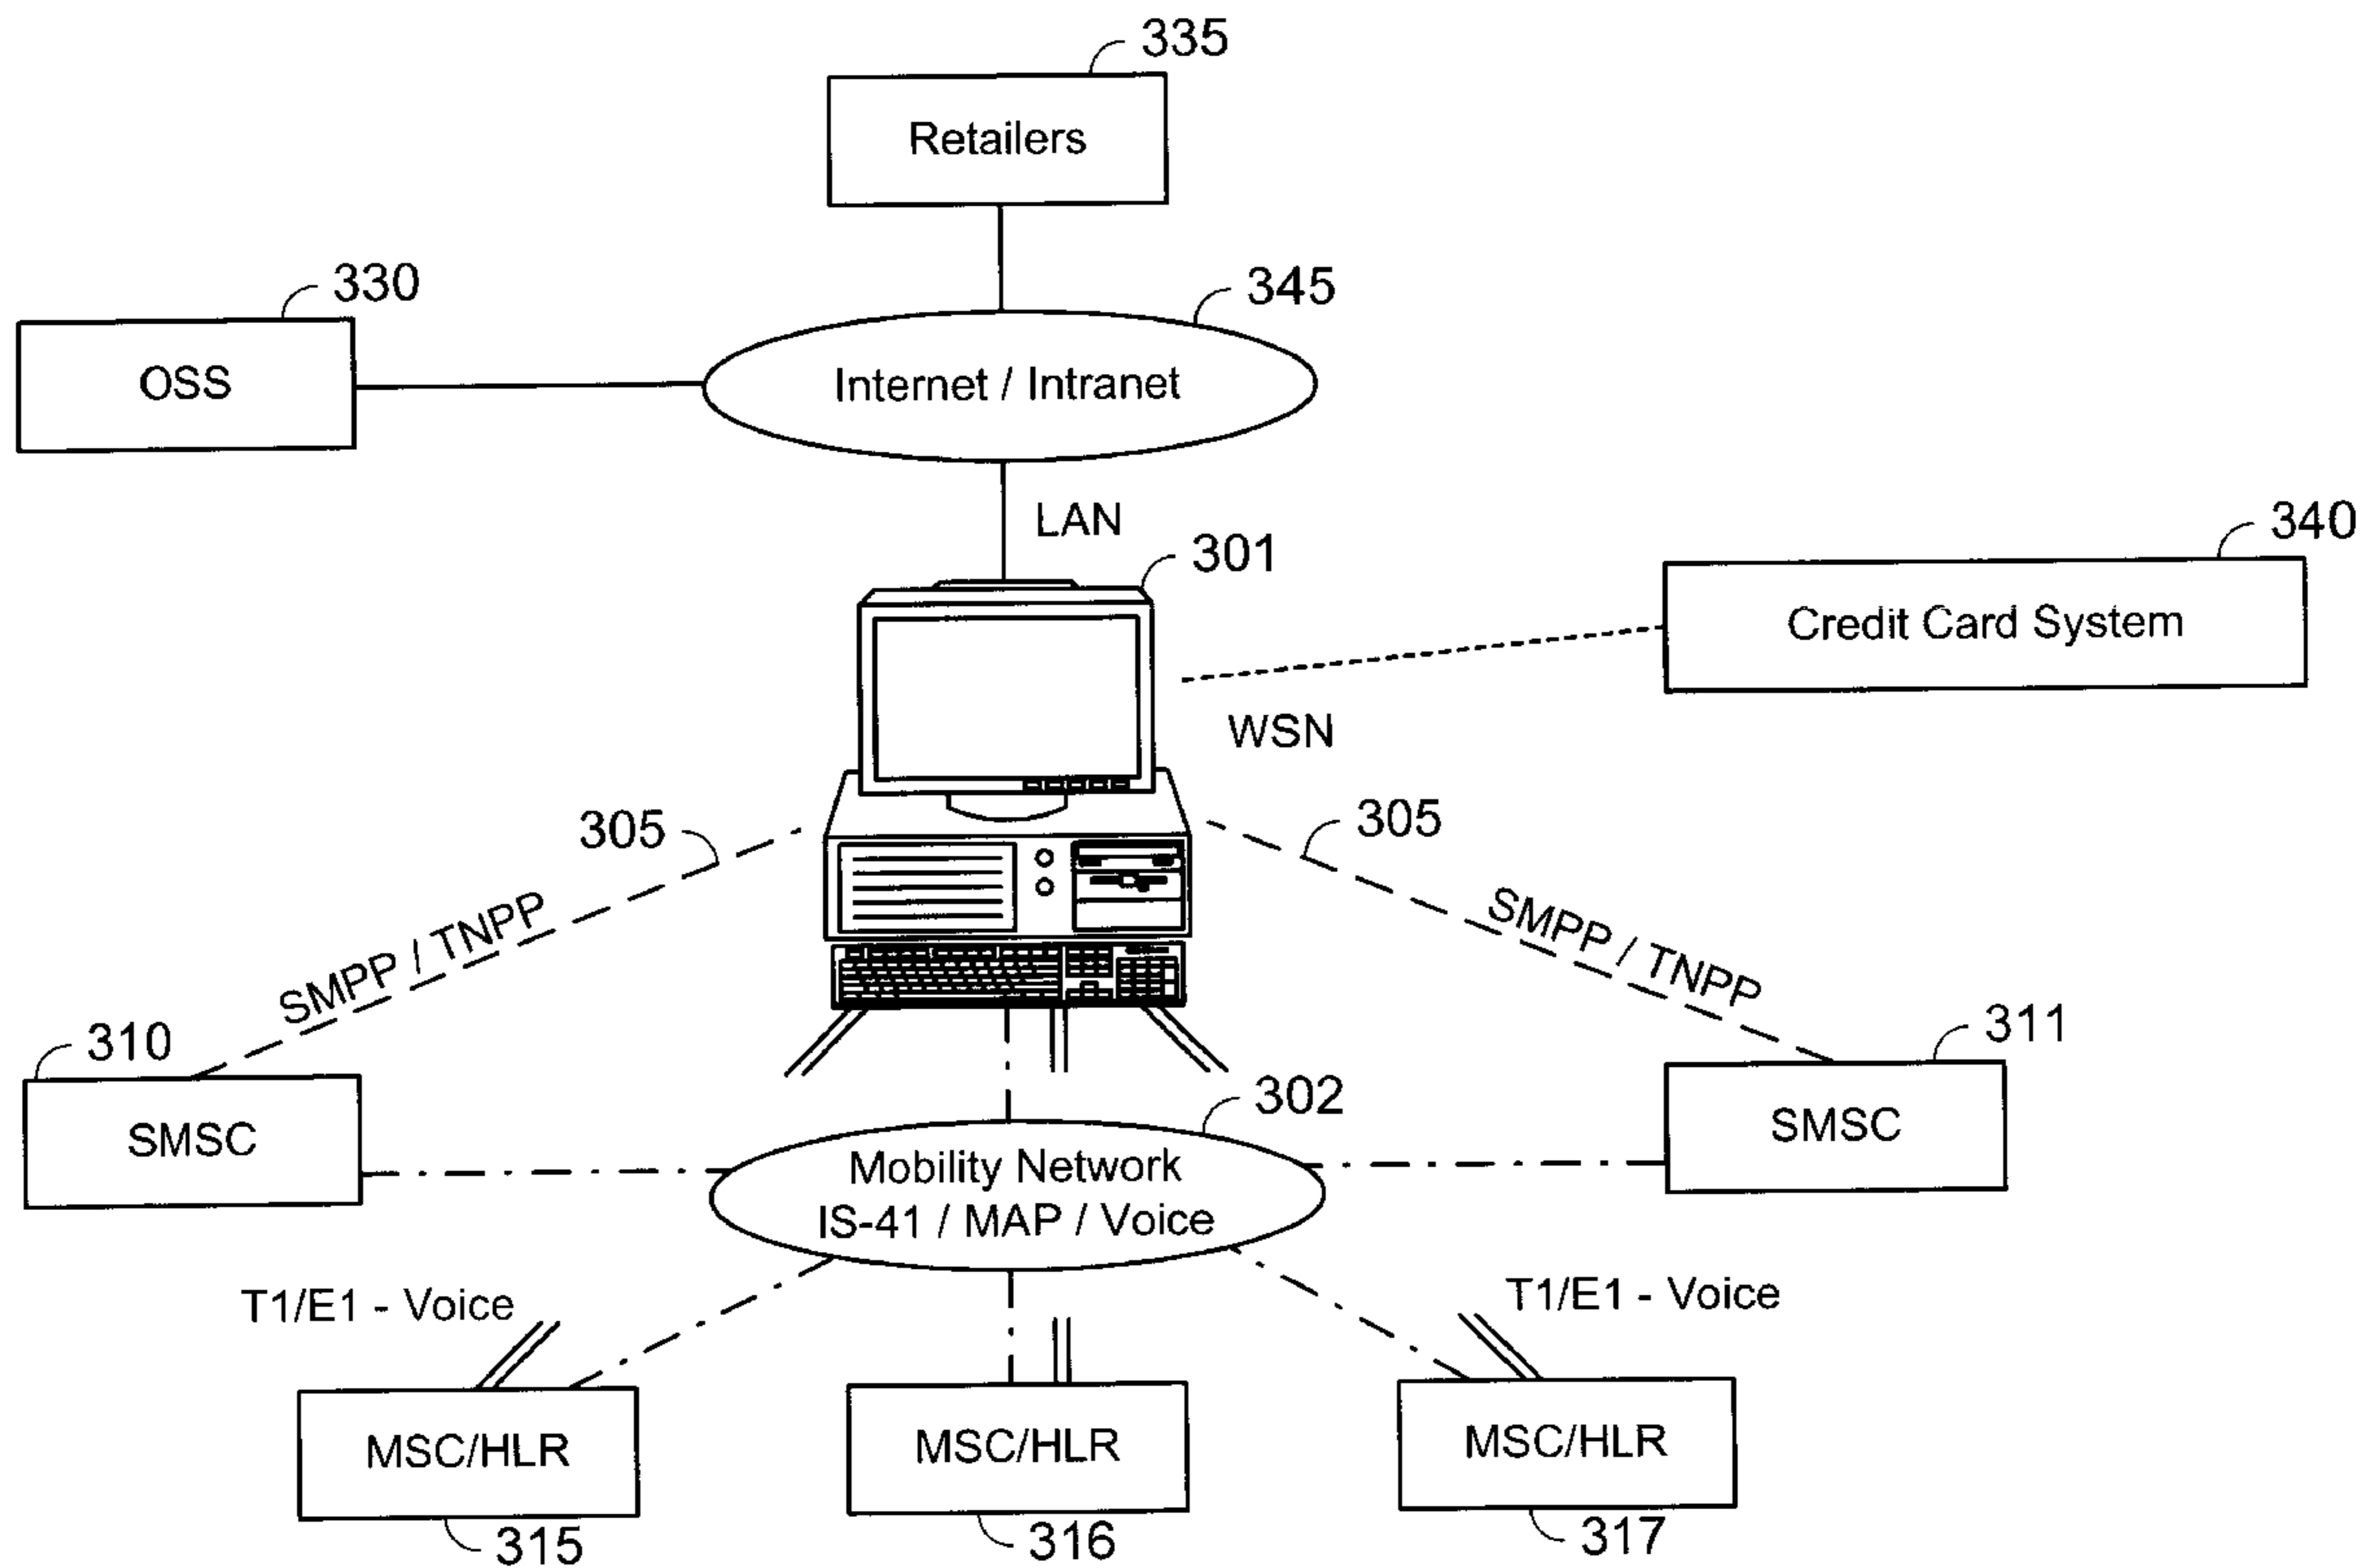 335
Retailers
330
345
OSS
Internet / Intranet
LAN
301
340
Credit Card System
WSN
305
305
SMPP / TNPP
SMPP / TNPP
310
311
302
SMSC
SMSC
Mobility Network
IS-41 / MAP / Voice
T1/E1 - Voice
T1/E1 - Voice
MSC/HLR
MSC/HLR
MSC/HLR
315
316
317